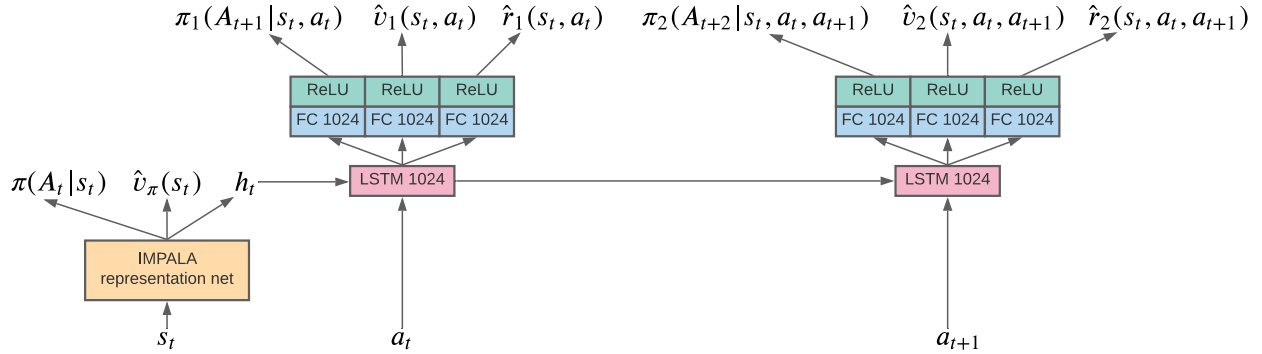 π₁(Aₜ₊₁|sₜ, aₜ) v̂₁(sₜ, aₜ) r̂₁(sₜ, aₜ) π₂(Aₜ₊₂|sₜ, aₜ, aₜ₊₁) v̂₂(sₜ, aₜ, aₜ₊₁) r̂₂(sₜ, aₜ, aₜ₊₁)
ReLU ReLU ReLU ReLU ReLU ReLU
FC 1024 FC 1024 FC 1024 FC 1024 FC 1024 FC 1024
π(Aₜ|sₜ) v̂_π(sₜ) hₜ LSTM 1024 LSTM 1024
IMPALA
representation net
sₜ aₜ aₜ₊₁